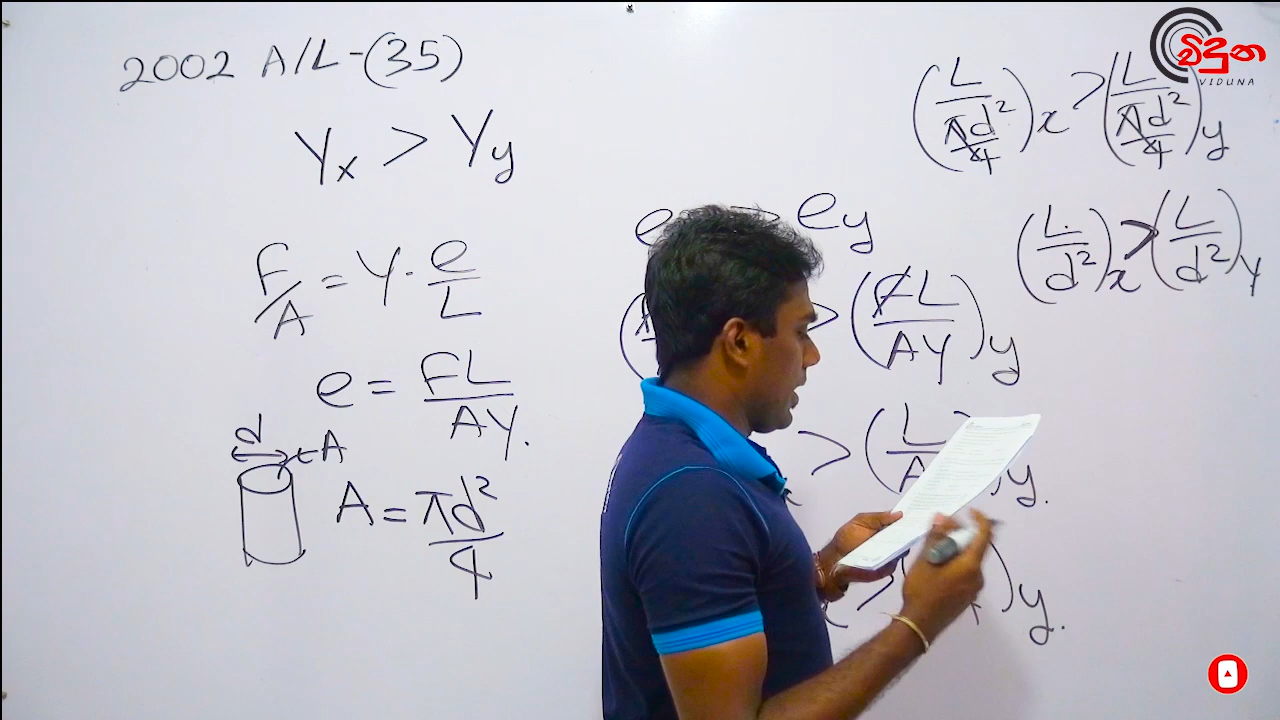 2002 A/L-(35)
Yx > Yy
F/A = Y · e/L
e = FL/AY.
d
A
A = πd²/4
e > ey
> (FL/AY)y
> (L/A)y.
> ( )y.
(L/(πd²/4))x > (L/(πd²/4))y
(L/d²)x > (L/d²)y
විදුන
VIDUNA